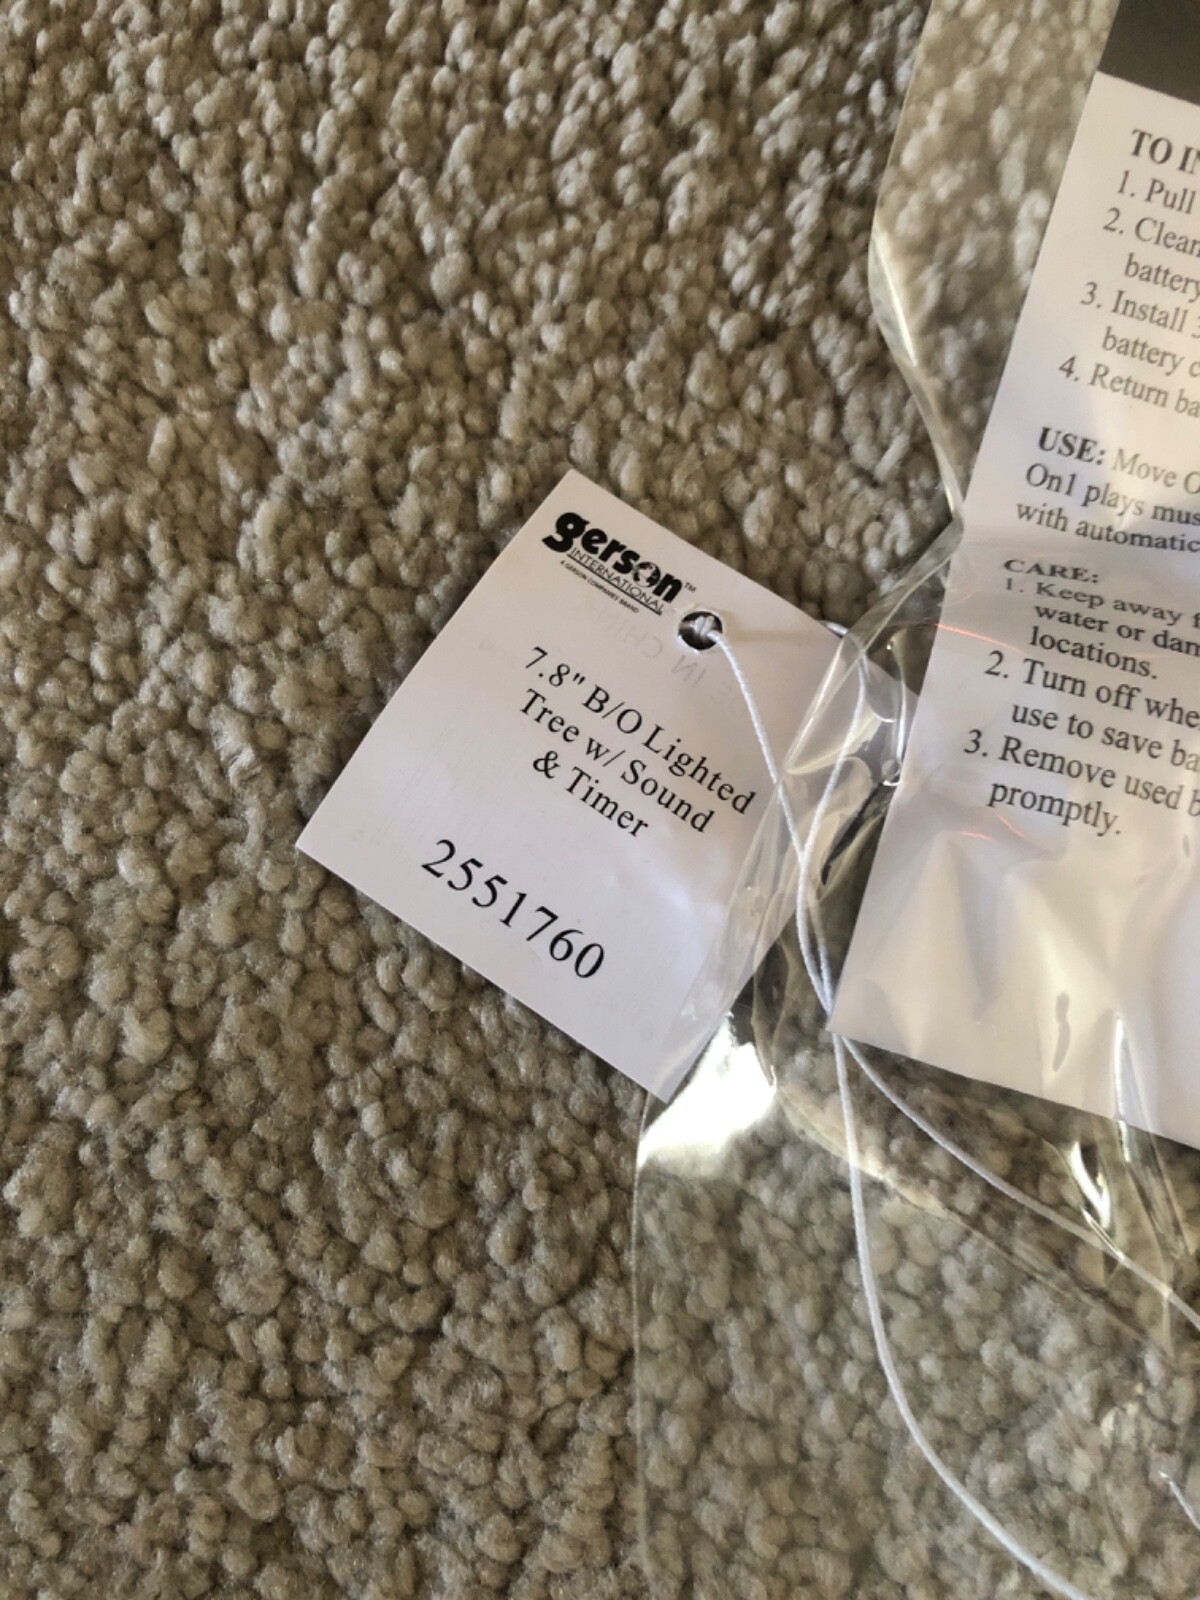 gerson™
INTERNATIONAL
A GERSON COMPANIES BRAND
7.8" B/O Lighted
Tree w/ Sound
& Timer
2551760
TO
1. Pull
2. Clean
battery
3. Install
battery
4. Return
USE: Move
On1 plays
with automatic
CARE:
1. Keep away
water or
locations.
2. Turn off
use to save
3. Remove used
promptly.